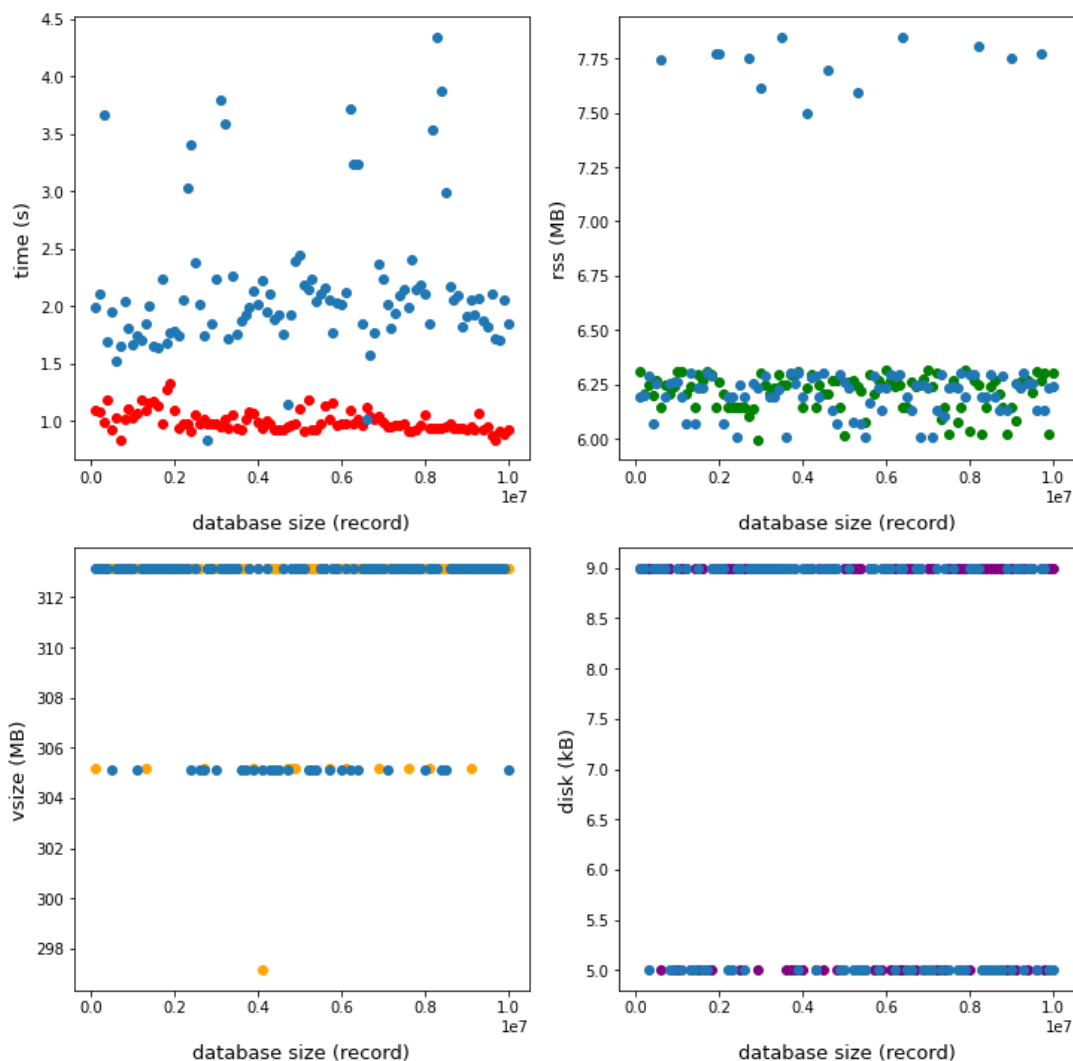 4.5
4.0
3.5
3.0
2.5
2.0
1.5
1.0
time (s)
0.0 0.2 0.4 0.6 0.8 1.0
1e7
database size (record)
7.75
7.50
7.25
7.00
6.75
6.50
6.25
6.00
rss (MB)
0.0 0.2 0.4 0.6 0.8 1.0
1e7
database size (record)
312
310
308
306
304
302
300
298
vsize (MB)
0.0 0.2 0.4 0.6 0.8 1.0
1e7
database size (record)
9.0
8.5
8.0
7.5
7.0
6.5
6.0
5.5
5.0
disk (kB)
0.0 0.2 0.4 0.6 0.8 1.0
1e7
database size (record)